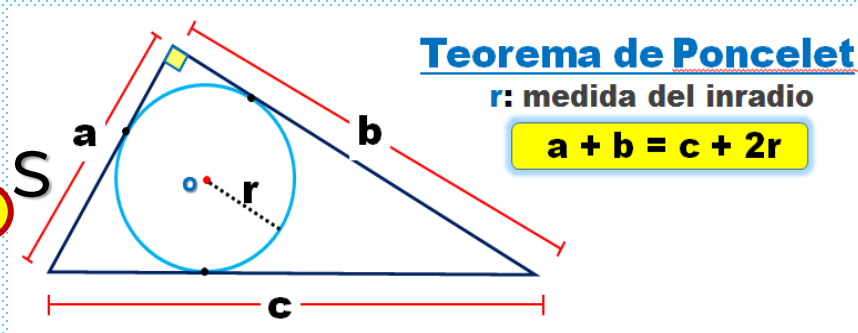 Teorema de Poncelet
r: medida del inradio
a + b = c + 2r
a
b
S
o
r
c